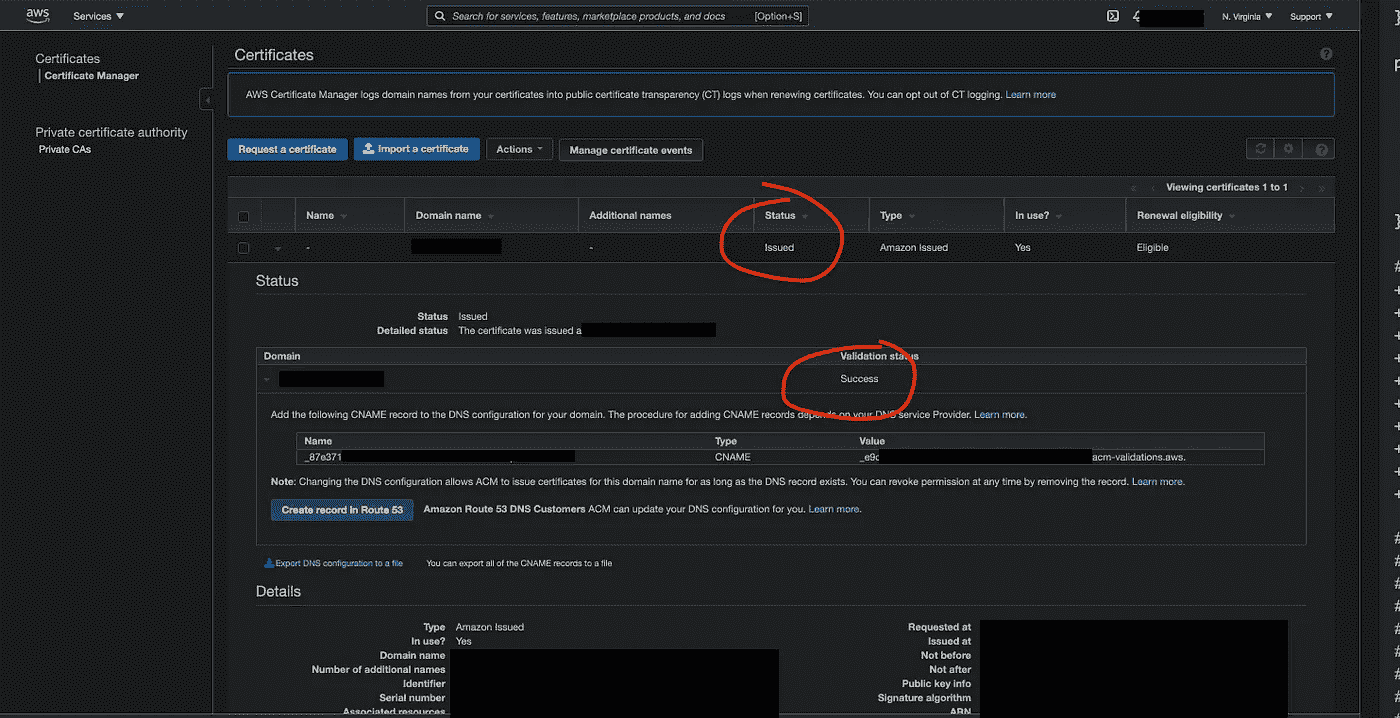 aws Services Search for services, features, marketplace products, and docs [Option+S] N. Virginia Support
Certificates
Certificate Manager
Private certificate authority
Private CAs
Certificates
AWS Certificate Manager logs domain names from your certificates into public certificate transparency (CT) logs when renewing certificates. You can opt out of CT logging. Learn more
Request a certificate Import a certificate Actions Manage certificate events
« ‹ Viewing certificates 1 to 1 › »
Name Domain name Additional names Status Type In use? Renewal eligibility
- - Issued Amazon Issued Yes Eligible
Status
Status Issued
Detailed status The certificate was issued a
Domain Validation status
Success
Add the following CNAME record to the DNS configuration for your domain. The procedure for adding CNAME records depends on your DNS service Provider. Learn more.
Name Type Value
_87e371 CNAME _e9c acm-validations.aws.
Note: Changing the DNS configuration allows ACM to issue certificates for this domain name for as long as the DNS record exists. You can revoke permission at any time by removing the record. Learn more.
Create record in Route 53 Amazon Route 53 DNS Customers ACM can update your DNS configuration for you. Learn more.
Export DNS configuration to a file You can export all of the CNAME records to a file
Details
Type Amazon Issued
In use? Yes
Domain name
Number of additional names
Identifier
Serial number
Associated resources
Requested at
Issued at
Not before
Not after
Public key info
Signature algorithm
ARN